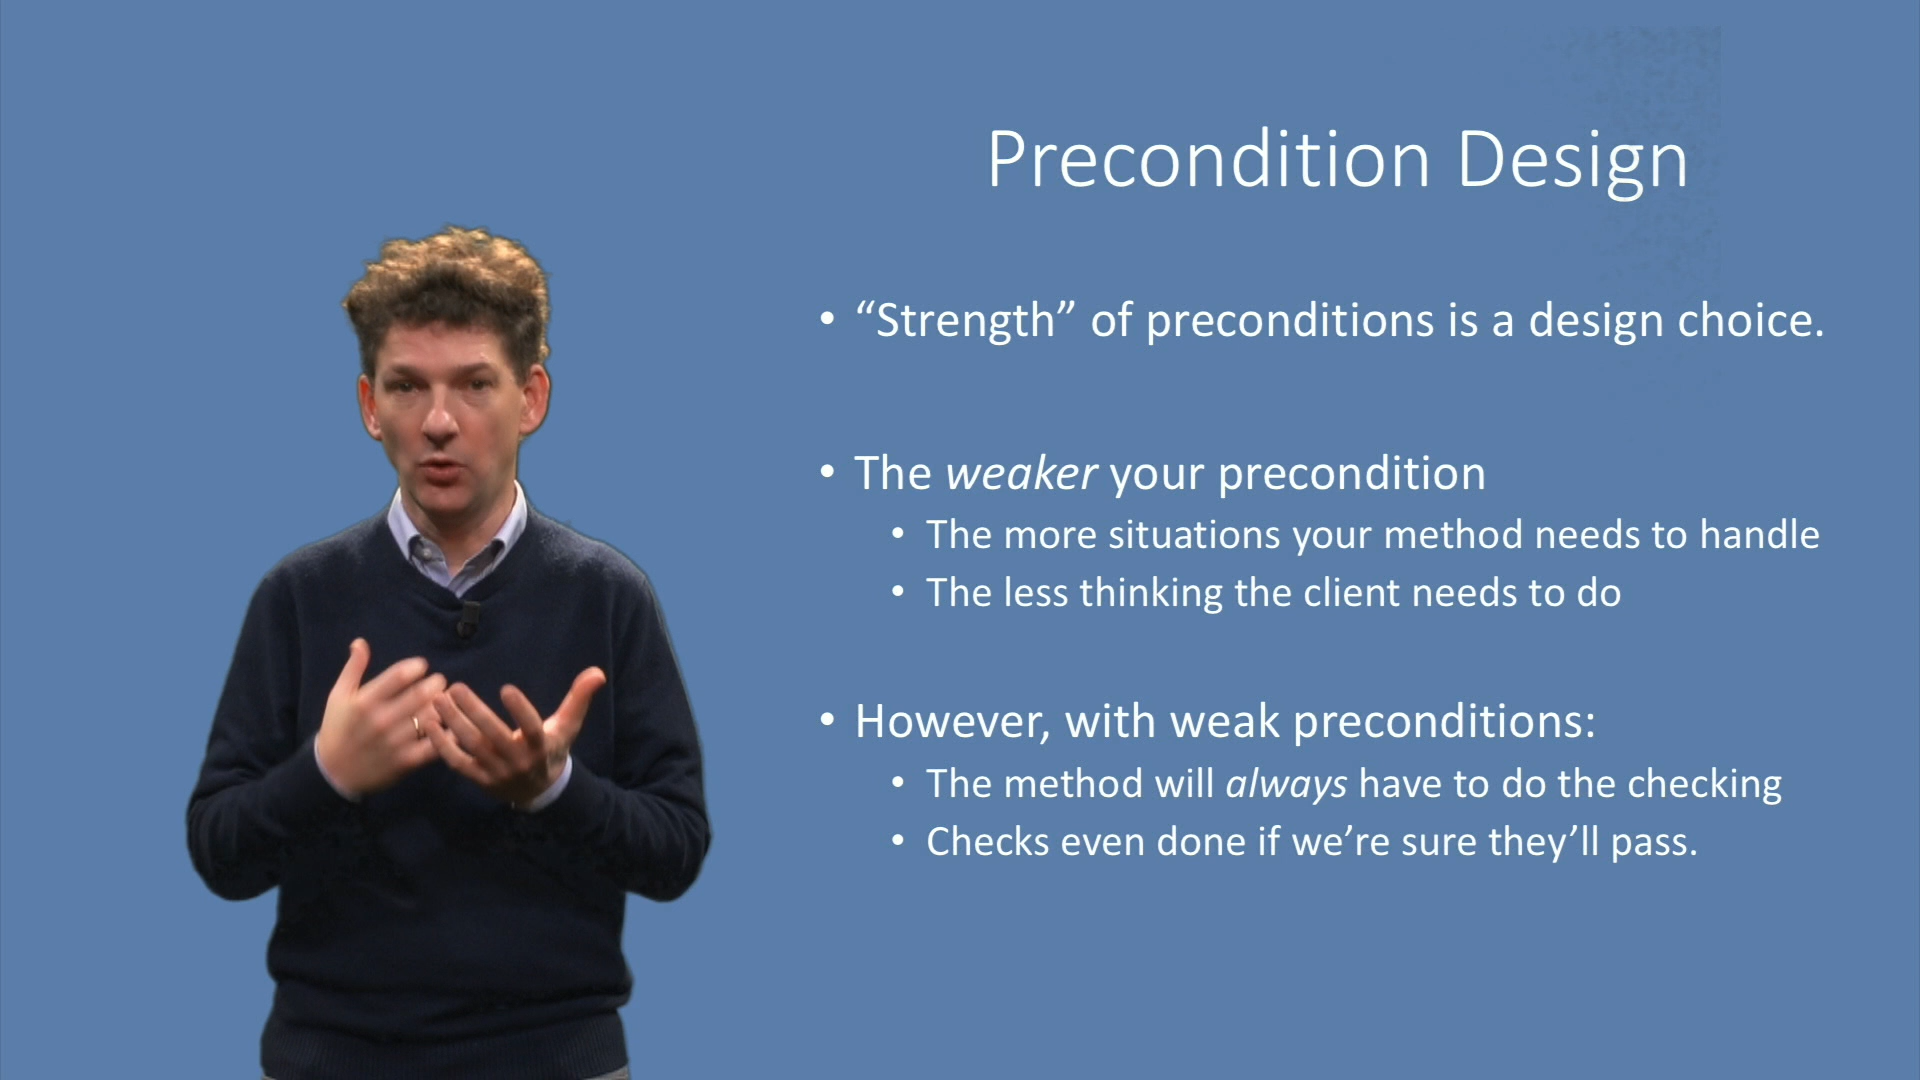 Precondition Design
• “Strength” of preconditions is a design choice.
• The weaker your precondition
• The more situations your method needs to handle
• The less thinking the client needs to do
• However, with weak preconditions:
• The method will always have to do the checking
• Checks even done if we’re sure they’ll pass.